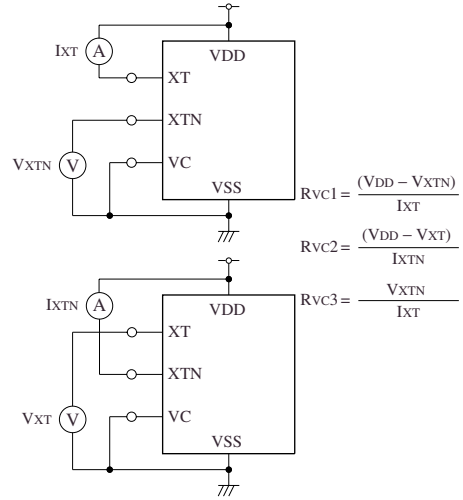 IXT
A
VDD
XT
XTN
VXTN
V
VC
VSS
RVC1 = (VDD – VXTN)
IXT
RVC2 = (VDD – VXT)
IXTN
RVC3 = VXTN
IXT
IXTN
A
VDD
XT
XTN
VXT
V
VC
VSS